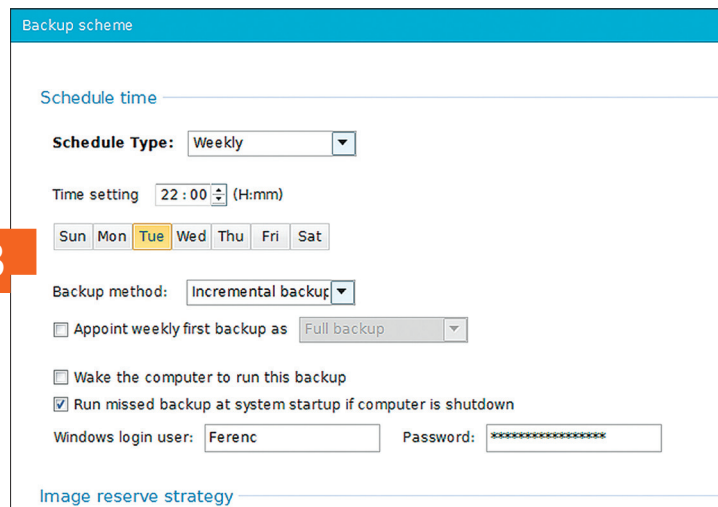 Backup scheme
Schedule time
Schedule Type: Weekly
Time setting 22 : 00 (H:mm)
Sun Mon Tue Wed Thu Fri Sat
Backup method: Incremental backup
Appoint weekly first backup as Full backup
Wake the computer to run this backup
Run missed backup at system startup if computer is shutdown
Windows login user: Ferenc Password: *****************
Image reserve strategy